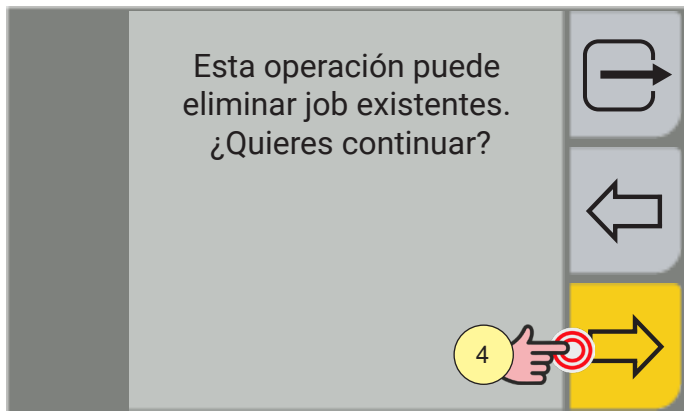 Esta operación puede
eliminar job existentes.
¿Quieres continuar?
4